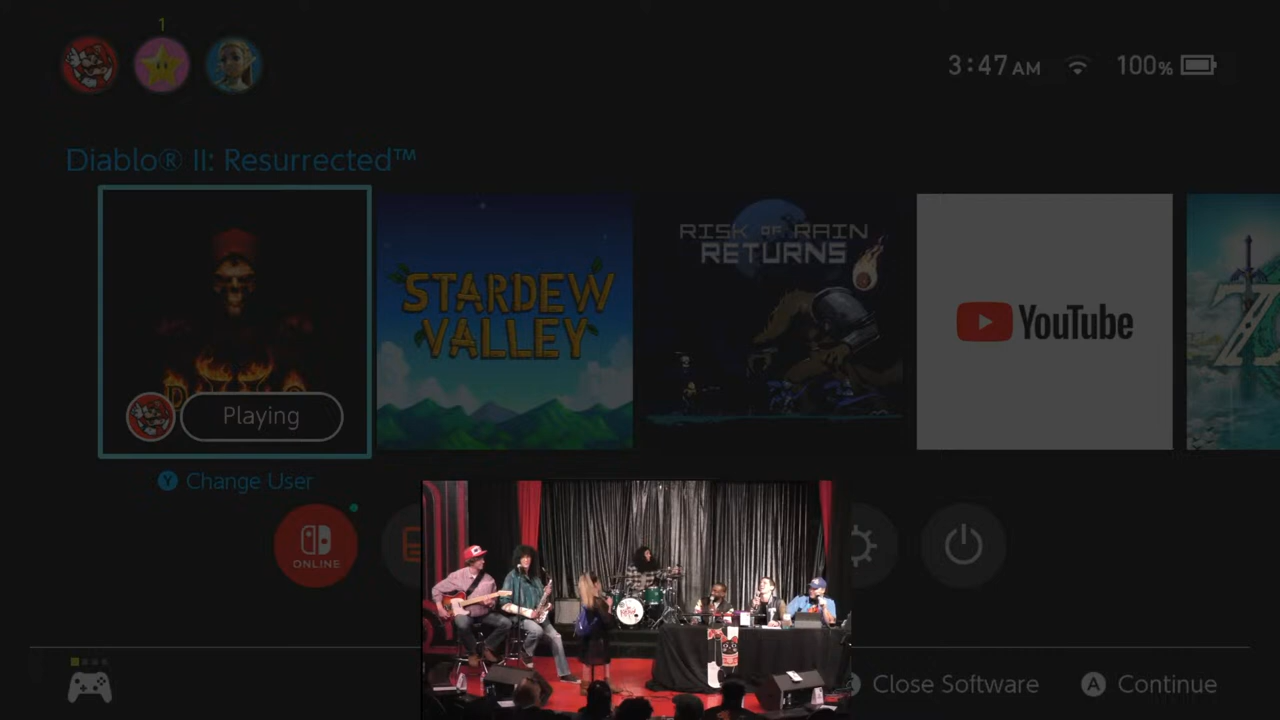 1
3:47 AM
100%
Diablo® II: Resurrected™
STARDEW
VALLEY
RISK OF RAIN
RETURNS
YouTube
Z
Playing
Y Change User
ONLINE
Close Software
A Continue